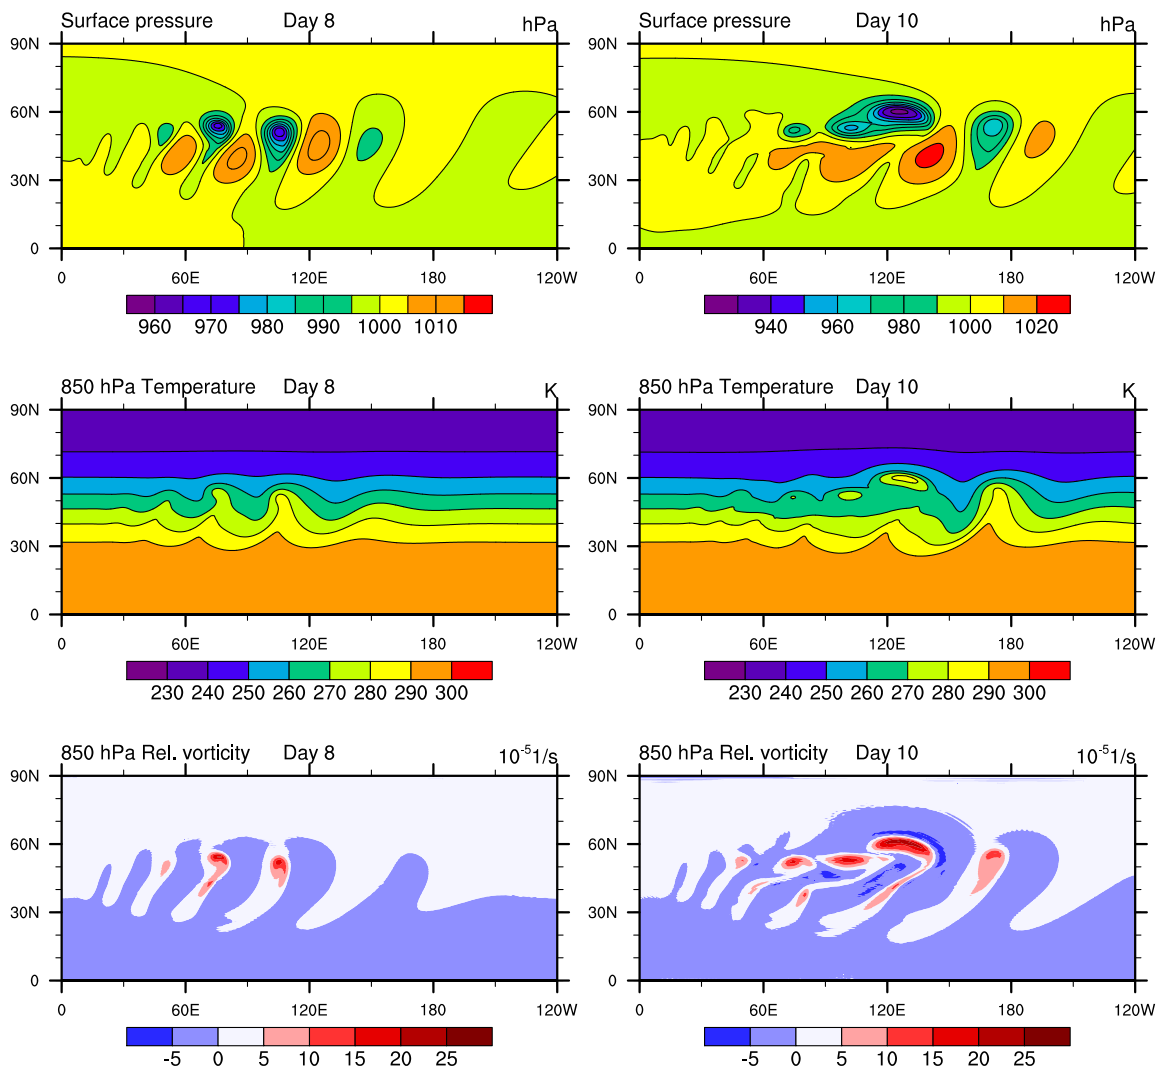 Surface pressure Day 8 hPa
90N
60N
30N
0
0 60E 120E 180 120W
960 970 980 990 1000 1010
Surface pressure Day 10 hPa
90N
60N
30N
0
0 60E 120E 180 120W
940 960 980 1000 1020
850 hPa Temperature Day 8 K
90N
60N
30N
0
0 60E 120E 180 120W
230 240 250 260 270 280 290 300
850 hPa Temperature Day 10 K
90N
60N
30N
0
0 60E 120E 180 120W
230 240 250 260 270 280 290 300
850 hPa Rel. vorticity Day 8 10⁻⁵1/s
90N
60N
30N
0
0 60E 120E 180 120W
-5 0 5 10 15 20 25
850 hPa Rel. vorticity Day 10 10⁻⁵1/s
90N
60N
30N
0
0 60E 120E 180 120W
-5 0 5 10 15 20 25